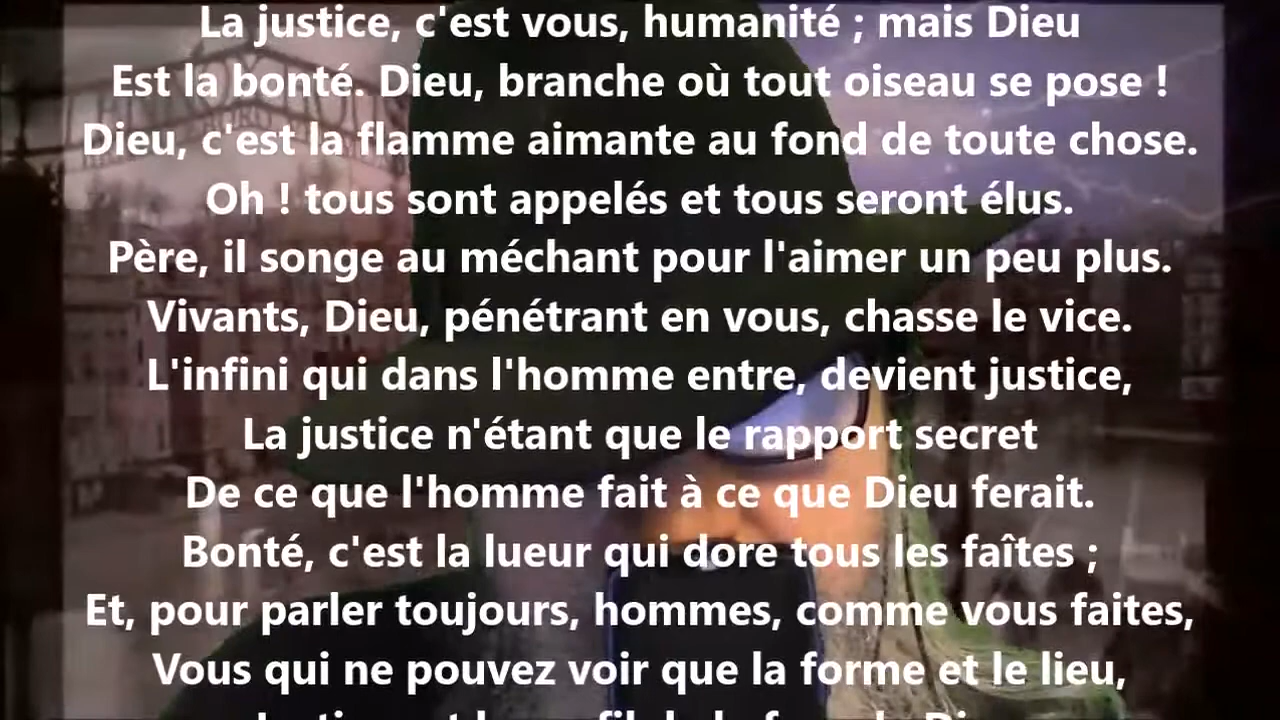 La justice, c'est vous, humanité ; mais Dieu
Est la bonté. Dieu, branche où tout oiseau se pose !
Dieu, c'est la flamme aimante au fond de toute chose.
Oh ! tous sont appelés et tous seront élus.
Père, il songe au méchant pour l'aimer un peu plus.
Vivants, Dieu, pénétrant en vous, chasse le vice.
L'infini qui dans l'homme entre, devient justice,
La justice n'étant que le rapport secret
De ce que l'homme fait à ce que Dieu ferait.
Bonté, c'est la lueur qui dore tous les faîtes ;
Et, pour parler toujours, hommes, comme vous faites,
Vous qui ne pouvez voir que la forme et le lieu,